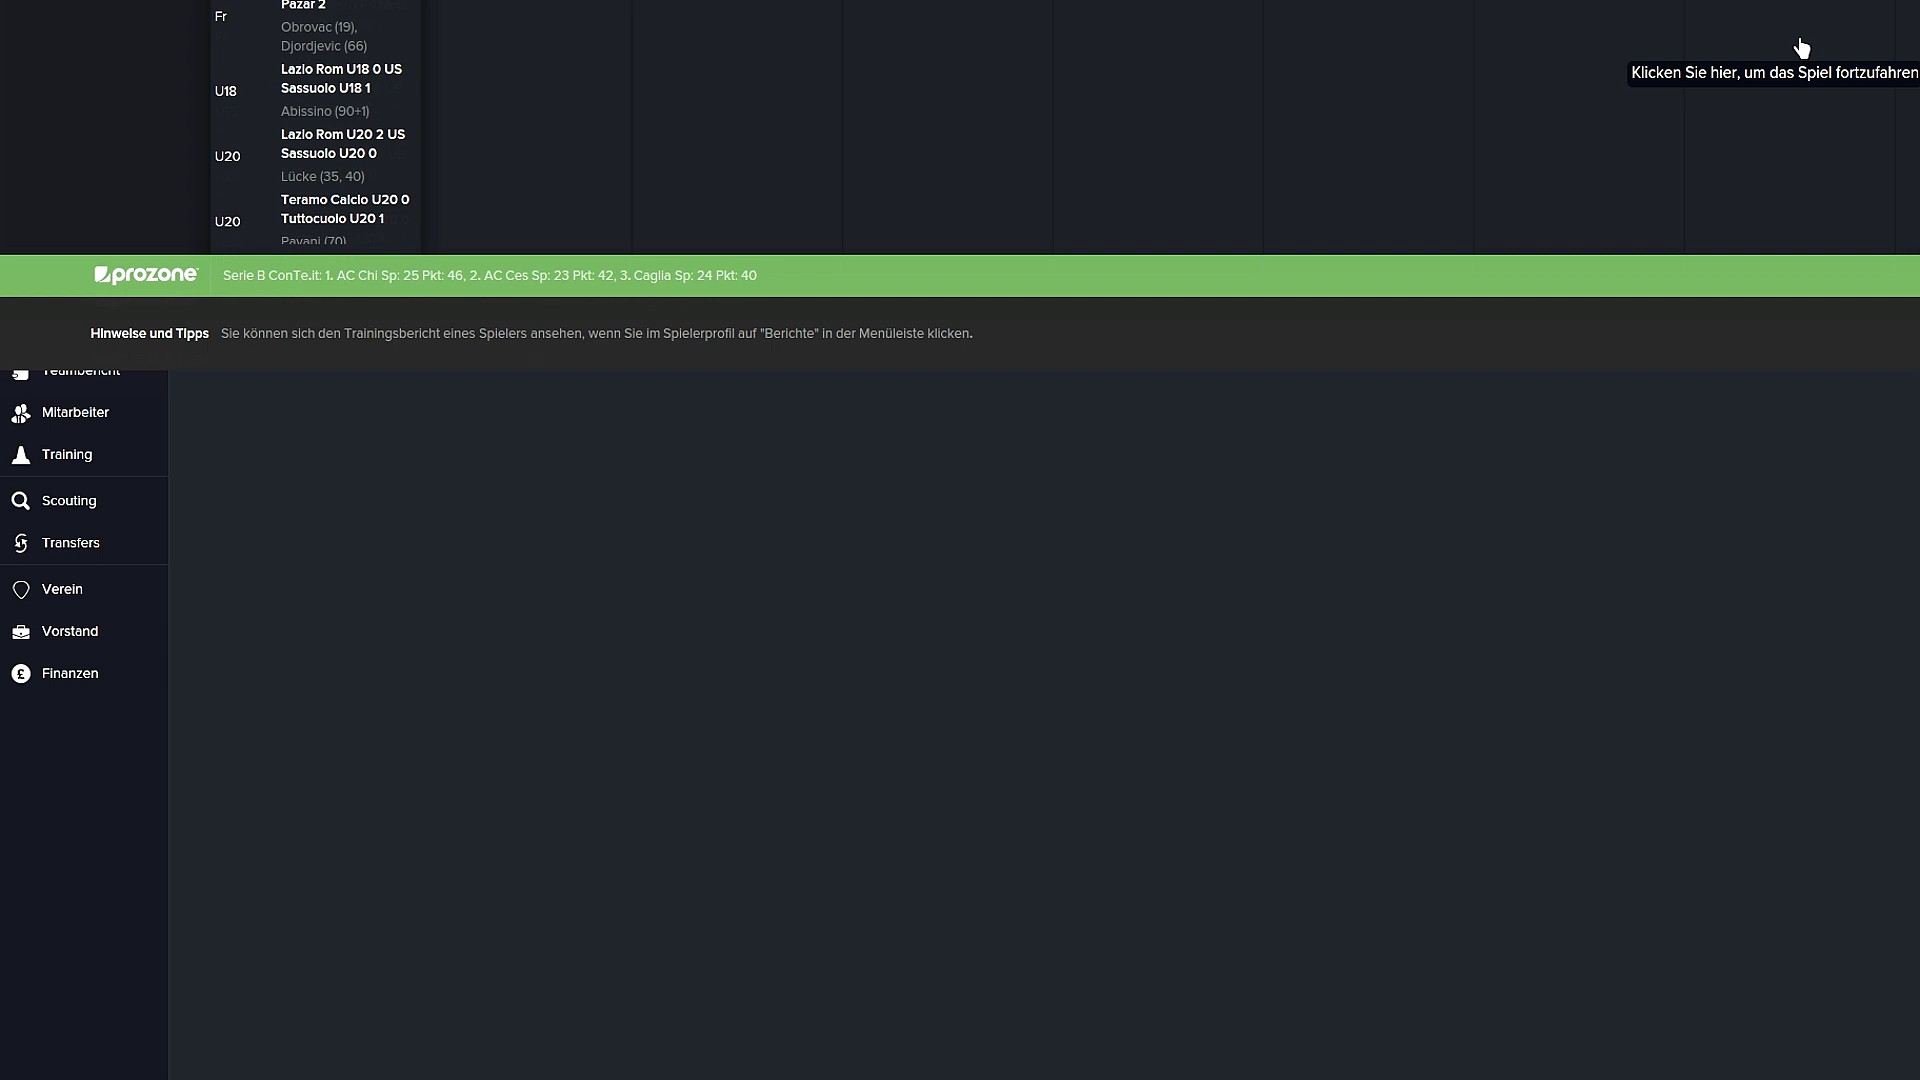 Pazar 2
Fr
Obrovac (19),
Djordjevic (66)
Lazio Rom U18 0 US
U18
Sassuolo U18 1
Abissino (90+1)
Lazio Rom U20 2 US
U20
Sassuolo U20 0
Lücke (35, 40)
Teramo Calcio U20 0
U20
Tuttocuolo U20 1
Pavani (70)
Klicken Sie hier, um das Spiel fortzufahren
prozone Serie B ConTe.it: 1. AC Chi Sp: 25 Pkt: 46, 2. AC Ces Sp: 23 Pkt: 42, 3. Caglia Sp: 24 Pkt: 40
Hinweise und Tipps Sie können sich den Trainingsbericht eines Spielers ansehen, wenn Sie im Spielerprofil auf "Berichte" in der Menüleiste klicken.
Teambericht
Mitarbeiter
Training
Scouting
Transfers
Verein
Vorstand
Finanzen